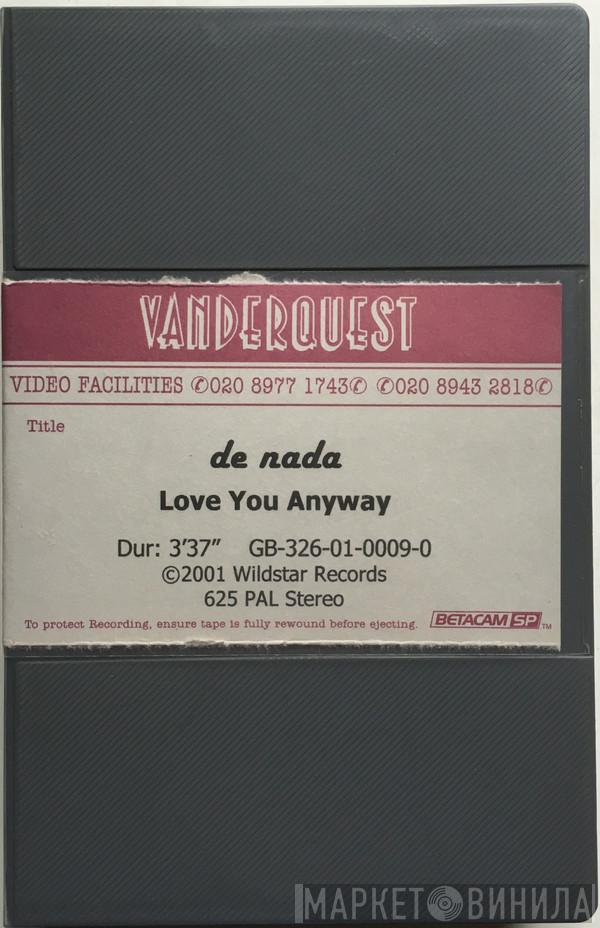 VANDERQUEST
VIDEO FACILITIES ✆020 8977 1743✆ ✆020 8943 2818✆
Title
de nada
Love You Anyway
Dur: 3'37” GB-326-01-0009-0
©2001 Wildstar Records
625 PAL Stereo
To protect Recording, ensure tape is fully rewound before ejecting. BETACAM SP ™
МАРКЕТ ВИНИЛА